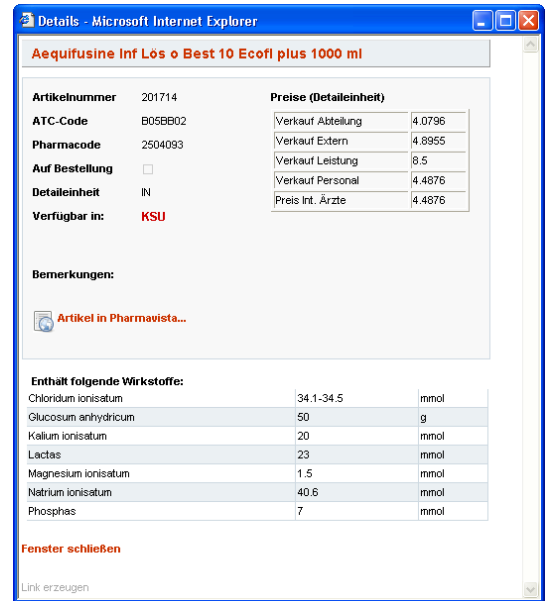 Details - Microsoft Internet Explorer
Aequifusine Inf Lös o Best 10 Ecofl plus 1000 ml
Artikelnummer 201714
ATC-Code B05BB02
Pharmacode 2504093
Auf Bestellung
Detaileinheit IN
Verfügbar in: KSU
Preise (Detaileinheit)
Verkauf Abteilung 4.0796
Verkauf Extern 4.8955
Verkauf Leistung 8.5
Verkauf Personal 4.4876
Preis Int. Ärzte 4.4876
Bemerkungen:
Artikel in Pharmavista...
Enthält folgende Wirkstoffe:
Chloridum ionisatum 34.1-34.5 mmol
Glucosum anhydricum 50 g
Kalium ionisatum 20 mmol
Lactas 23 mmol
Magnesium ionisatum 1.5 mmol
Natrium ionisatum 40.6 mmol
Phosphas 7 mmol
Fenster schließen
Link erzeugen